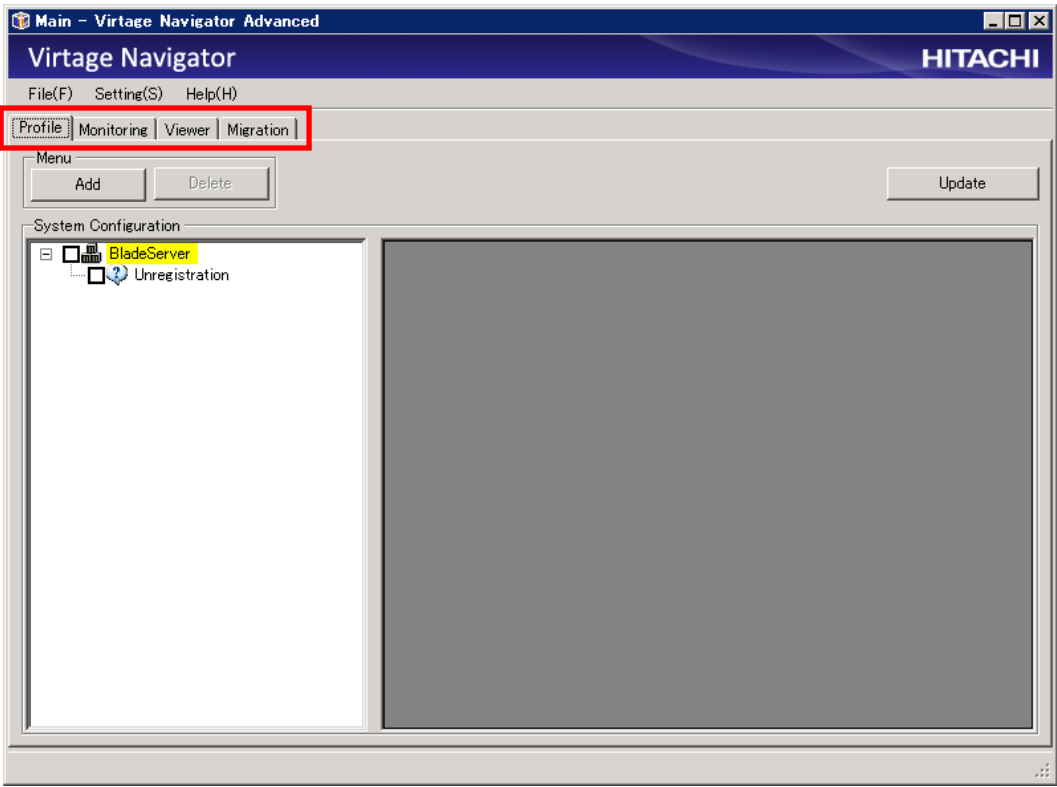 Main - Virtage Navigator Advanced
Virtage Navigator HITACHI
File(F) Setting(S) Help(H)
Profile Monitoring Viewer Migration
Menu
Add Delete Update
System Configuration
BladeServer
Unregistration